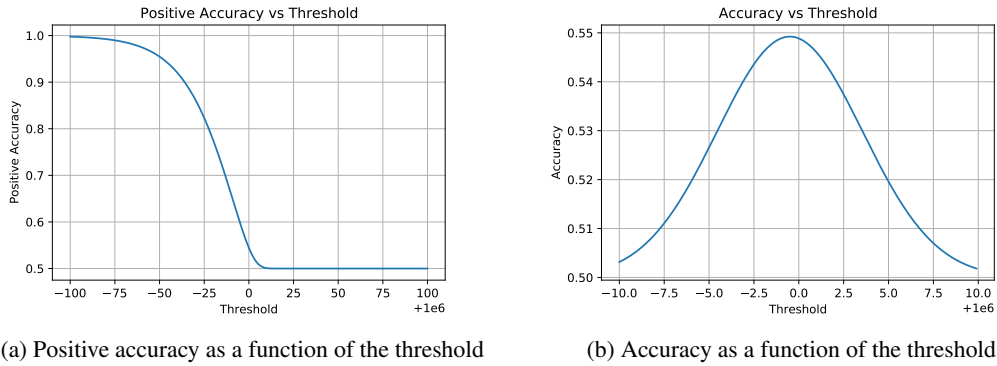 Positive Accuracy vs Threshold
Positive Accuracy
1.0
0.9
0.8
0.7
0.6
0.5
−100 −75 −50 −25 0 25 50 75 100
+1e6
Threshold
(a) Positive accuracy as a function of the threshold
Accuracy vs Threshold
Accuracy
0.55
0.54
0.53
0.52
0.51
0.50
−10.0 −7.5 −5.0 −2.5 0.0 2.5 5.0 7.5 10.0
+1e6
Threshold
(b) Accuracy as a function of the threshold